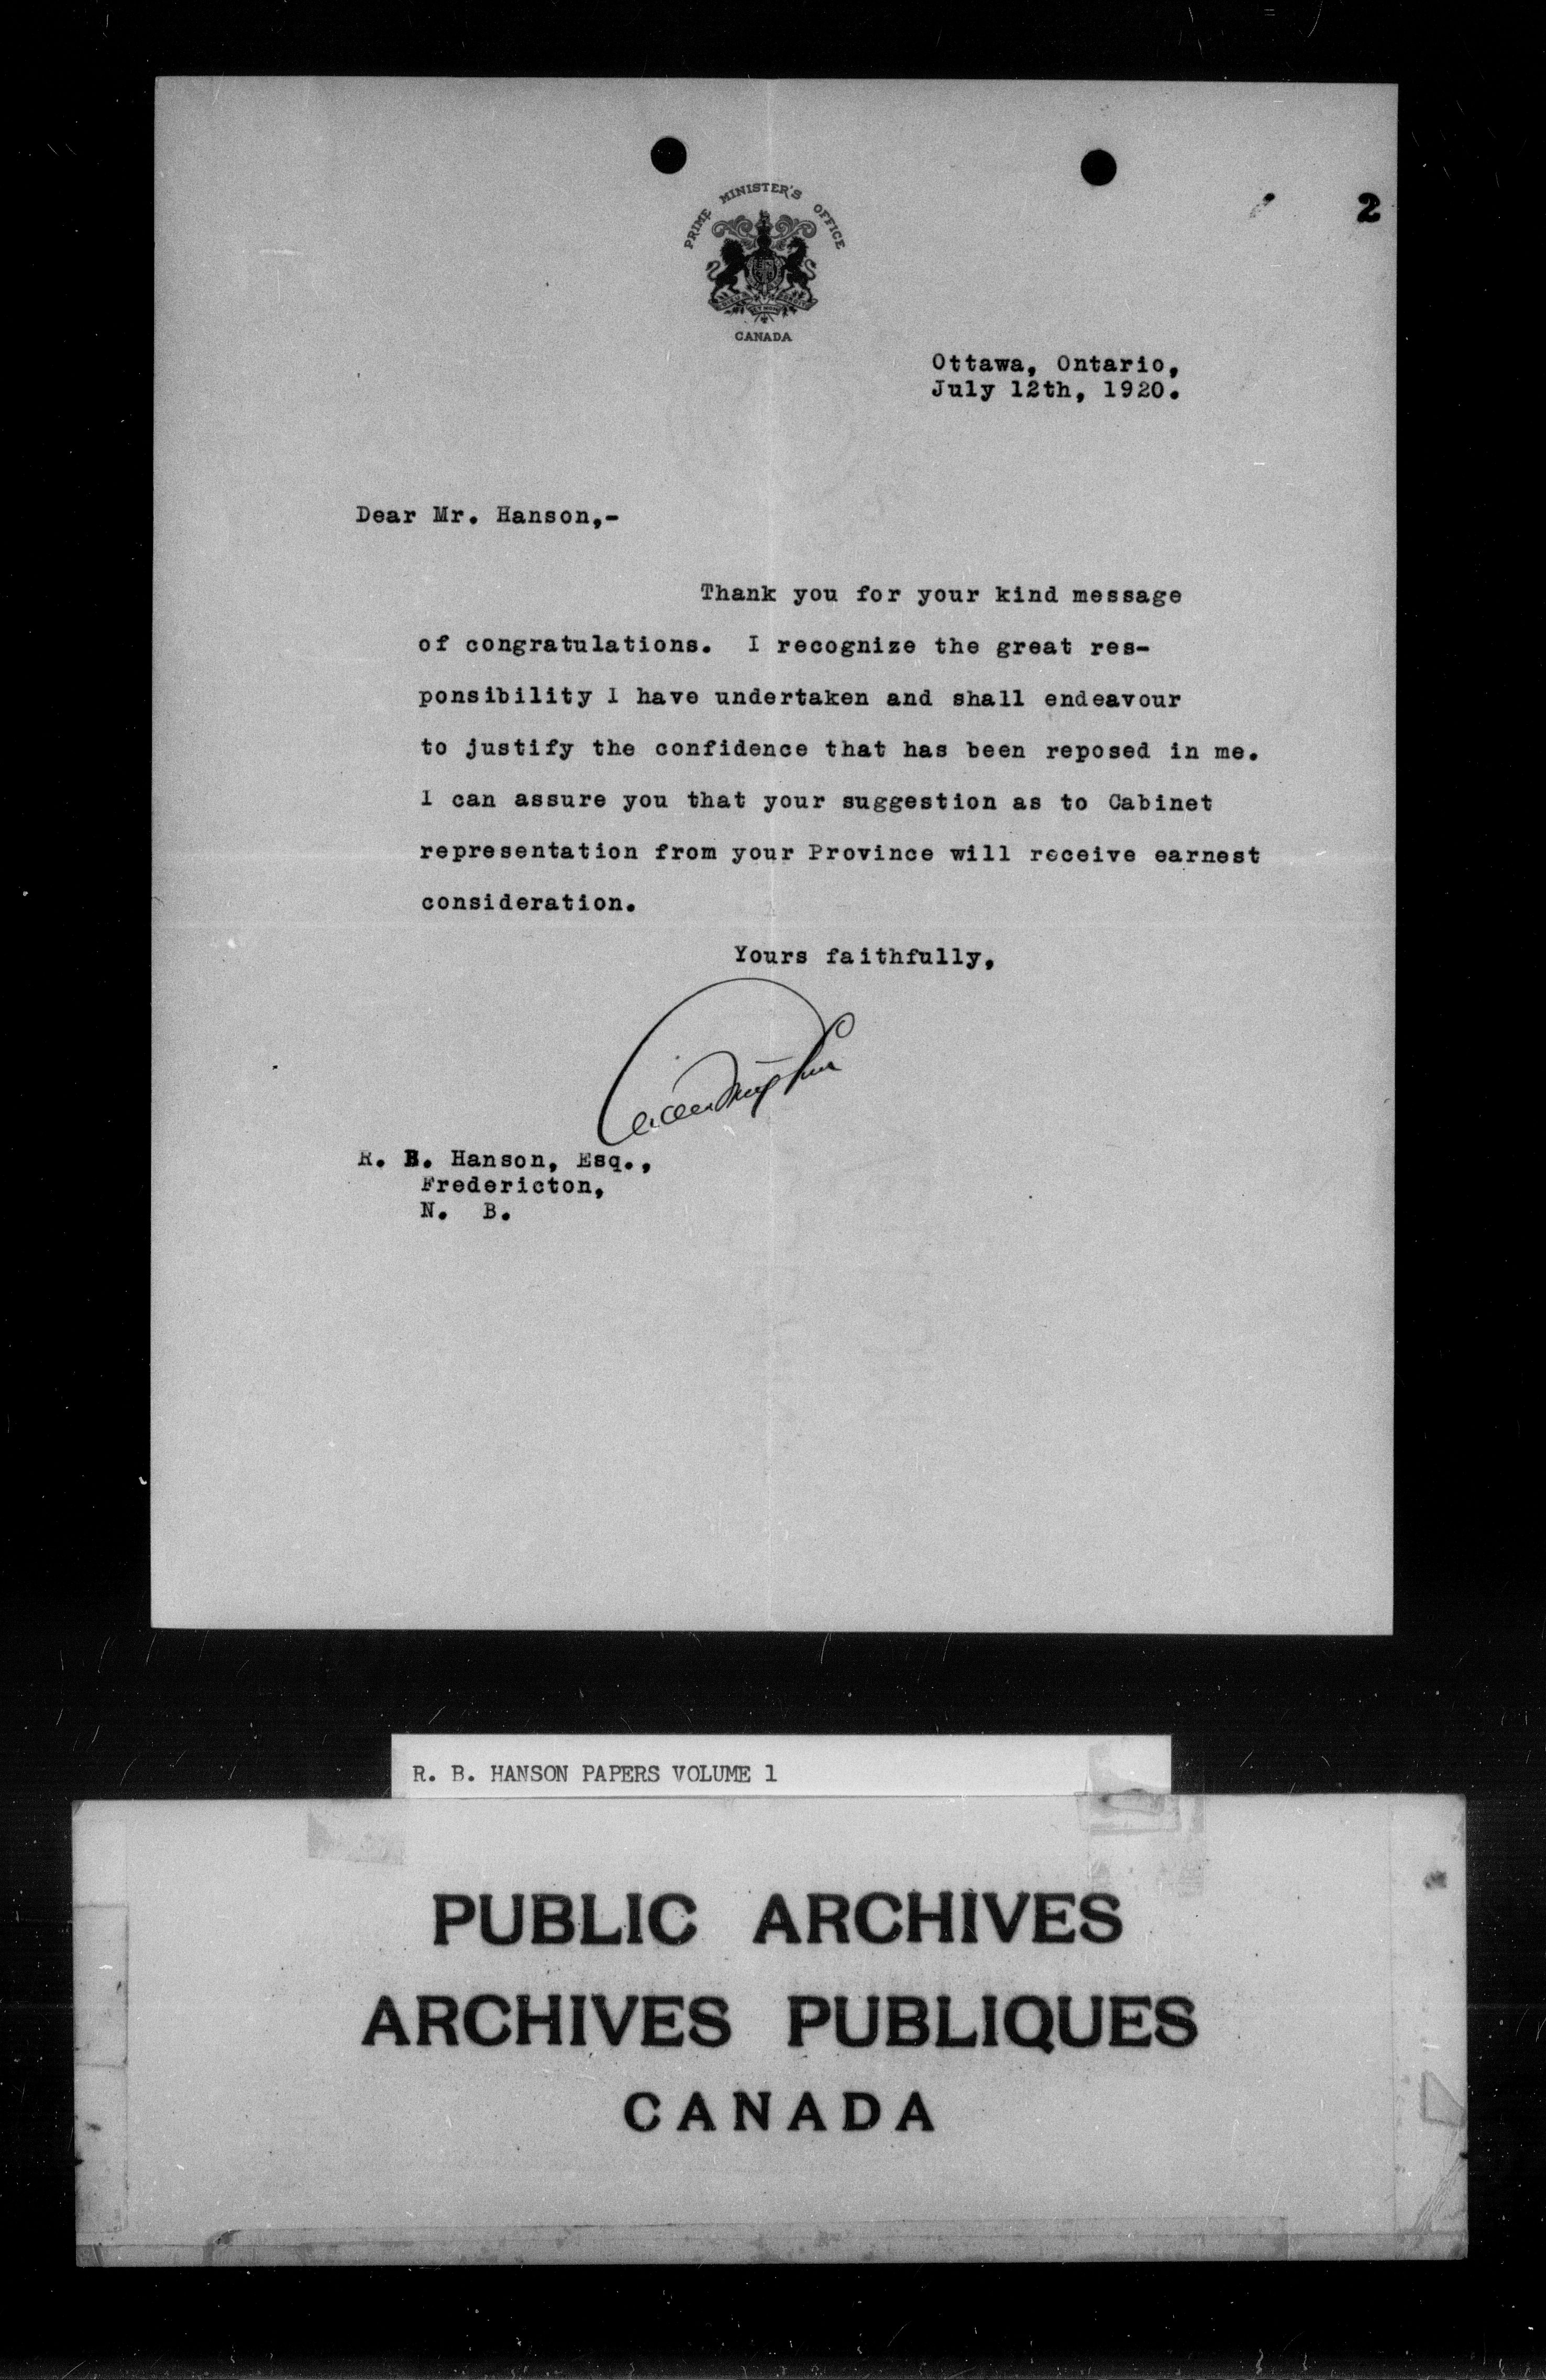 2
PRIME MINISTER'S OFFICE
CANADA
Ottawa, Ontario,
July 12th, 1920.
Dear Mr. Hanson,-
Thank you for your kind message
of congratulations. I recognize the great res-
ponsibility I have undertaken and shall endeavour
to justify the confidence that has been reposed in me.
I can assure you that your suggestion as to Cabinet
representation from your Province will receive earnest
consideration.
Yours faithfully,
R. B. Hanson, Esq.,
Fredericton,
N. B.
R. B. HANSON PAPERS VOLUME 1
PUBLIC ARCHIVES
ARCHIVES PUBLIQUES
CANADA